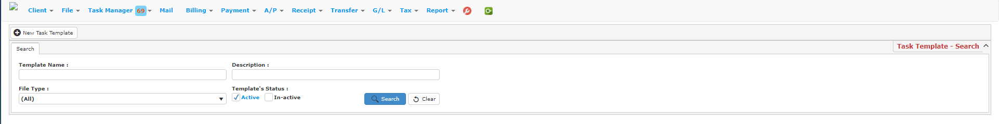 Client File Task Manager 69 Mail Billing Payment A/P Receipt Transfer G/L Tax Report
New Task Template
Search
Task Template - Search
Template Name :
Description :
File Type :
Template's Status :
(All)
Active
In-active
Search
Clear